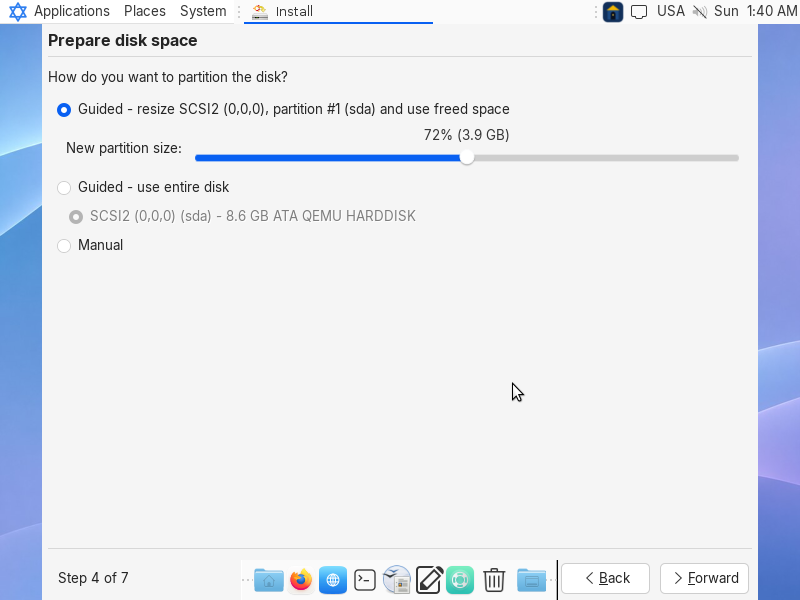 Applications Places System Install USA Sun 1:40 AM
Prepare disk space
How do you want to partition the disk?
Guided - resize SCSI2 (0,0,0), partition #1 (sda) and use freed space
72% (3.9 GB)
New partition size:
Guided - use entire disk
SCSI2 (0,0,0) (sda) - 8.6 GB ATA QEMU HARDDISK
Manual
Step 4 of 7 Back Forward